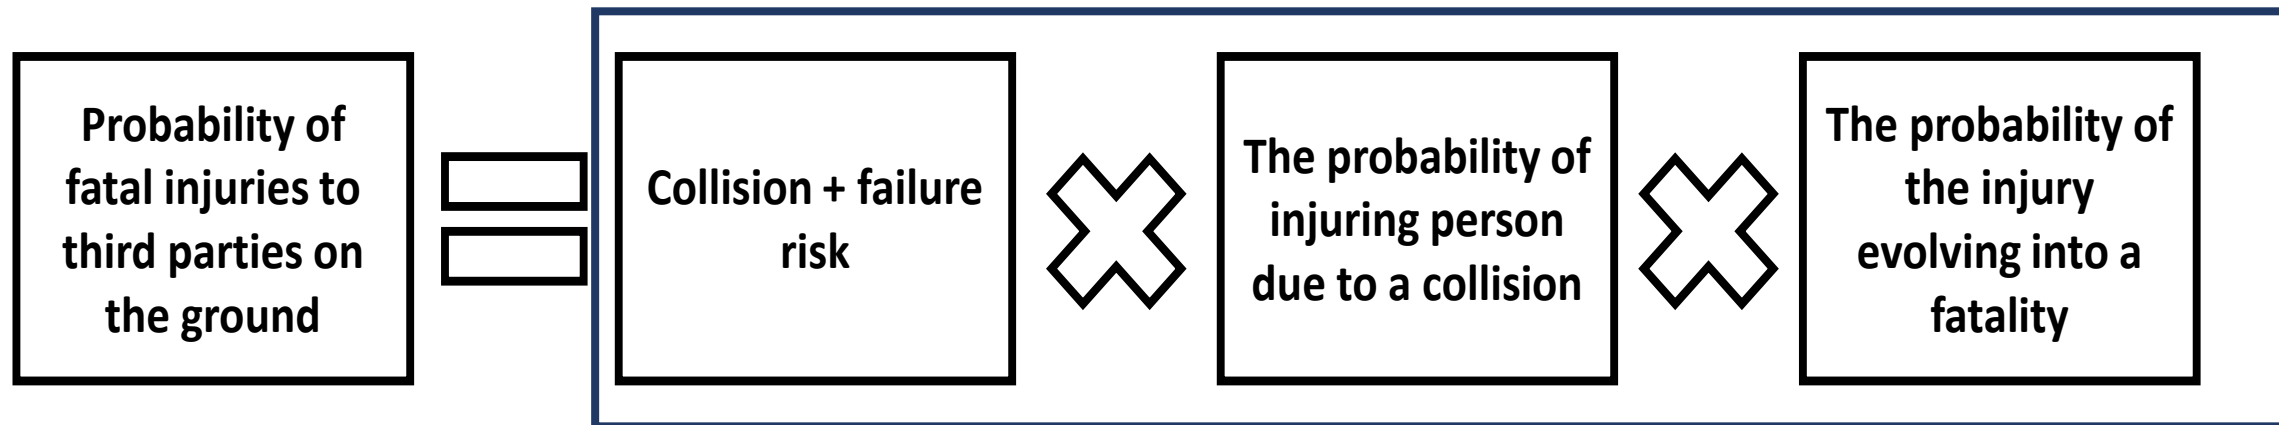 Probability of
fatal injuries to
third parties on
the ground
Collision + failure
risk
The probability of
injuring person
due to a collision
The probability of
the injury
evolving into a
fatality